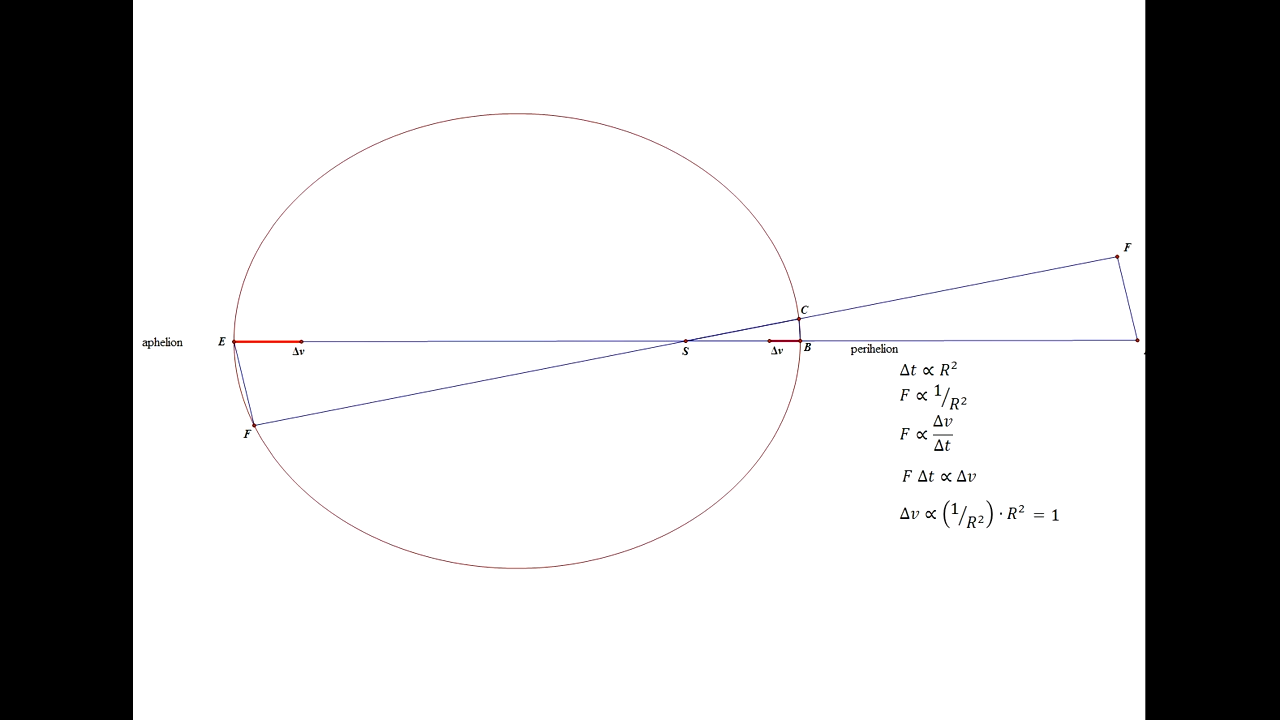 F
C
aphelion
E
Δv
S
Δv
B
perihelion
Δt ∝ R²
F ∝ 1/R²
F ∝ Δv/Δt
F
F Δt ∝ Δv
Δv ∝ (1/R²) · R² = 1